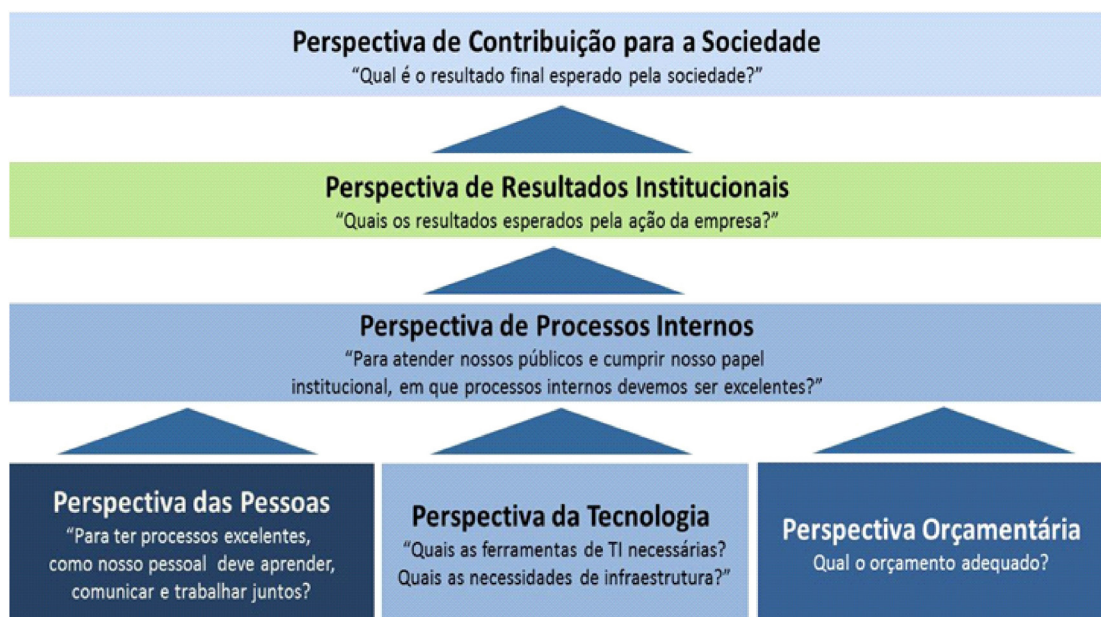 Perspectiva de Contribuição para a Sociedade
“Qual é o resultado final esperado pela sociedade?”
Perspectiva de Resultados Institucionais
“Quais os resultados esperados pela ação da empresa?”
Perspectiva de Processos Internos
“Para atender nossos públicos e cumprir nosso papel
institucional, em que processos internos devemos ser excelentes?”
Perspectiva das Pessoas
“Para ter processos excelentes,
como nosso pessoal deve aprender,
comunicar e trabalhar juntos?
Perspectiva da Tecnologia
“Quais as ferramentas de TI necessárias?
Quais as necessidades de infraestrutura?”
Perspectiva Orçamentária
Qual o orçamento adequado?